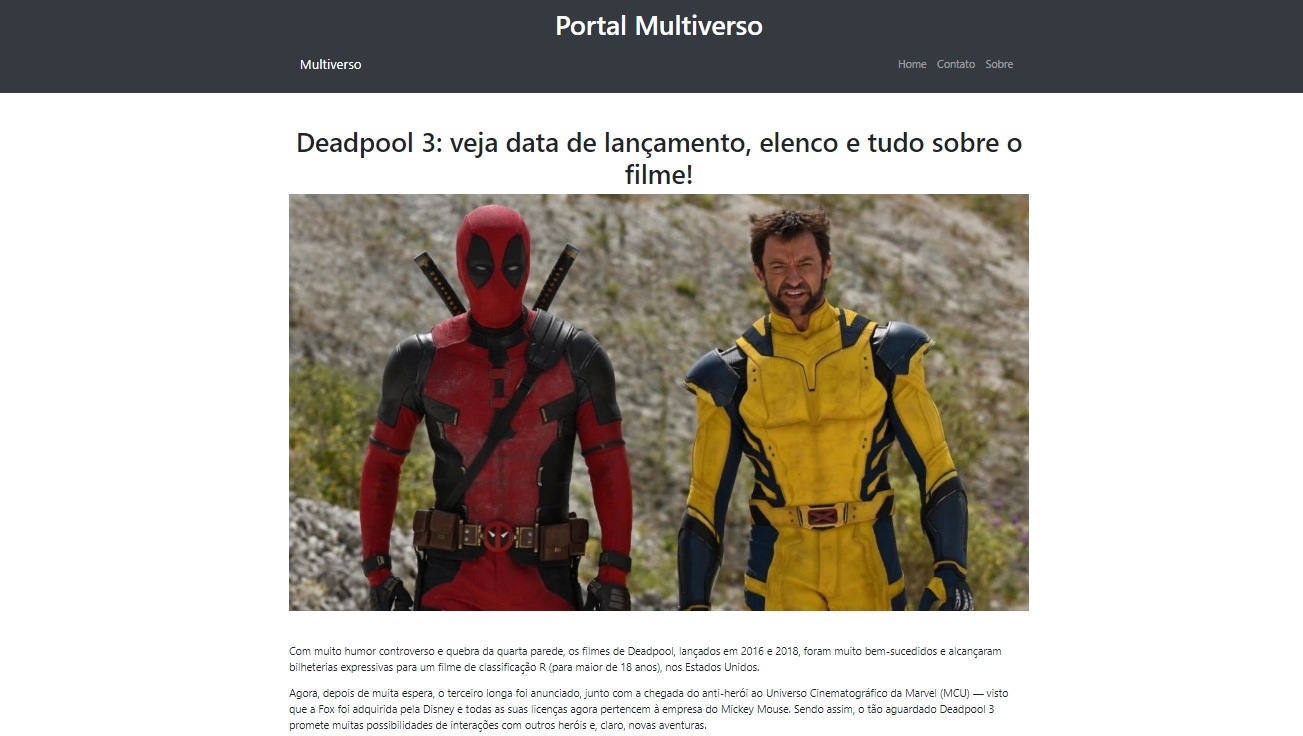 Portal Multiverso
Multiverso
Home Contato Sobre
Deadpool 3: veja data de lançamento, elenco e tudo sobre o
filme!
Com muito humor controverso e quebra da quarta parede, os filmes de Deadpool, lançados em 2016 e 2018, foram muito bem-sucedidos e alcançaram
bilheterias expressivas para um filme de classificação R (para maior de 18 anos), nos Estados Unidos.
Agora, depois de muita espera, o terceiro longa foi anunciado, junto com a chegada do anti-herói ao Universo Cinematográfico da Marvel (MCU) — visto
que a Fox foi adquirida pela Disney e todas as suas licenças agora pertencem à empresa do Mickey Mouse. Sendo assim, o tão aguardado Deadpool 3
promete muitas possibilidades de interações com outros heróis e, claro, novas aventuras.